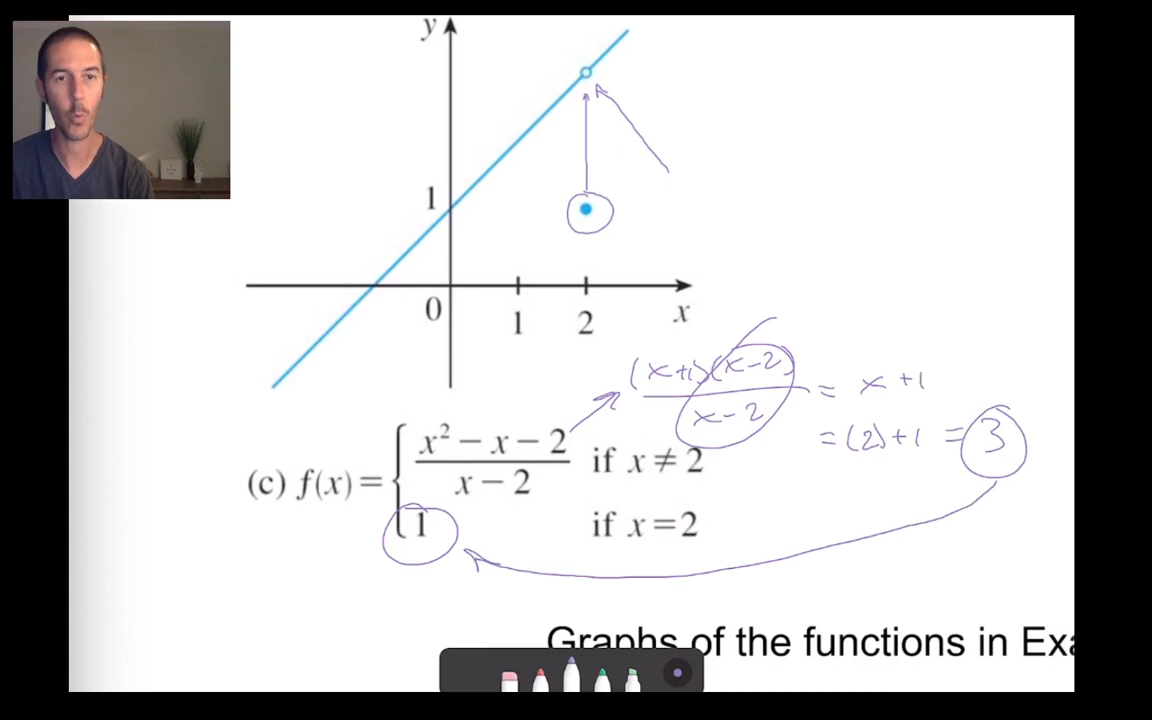 y
1
0
1
2
x
(x+1)(x-2)
x-2
= x+1
= (2)+1 = 3
(c) f(x) = { x² − x − 2 / x − 2 if x ≠ 2
1 if x = 2
Graphs of the functions in Exa